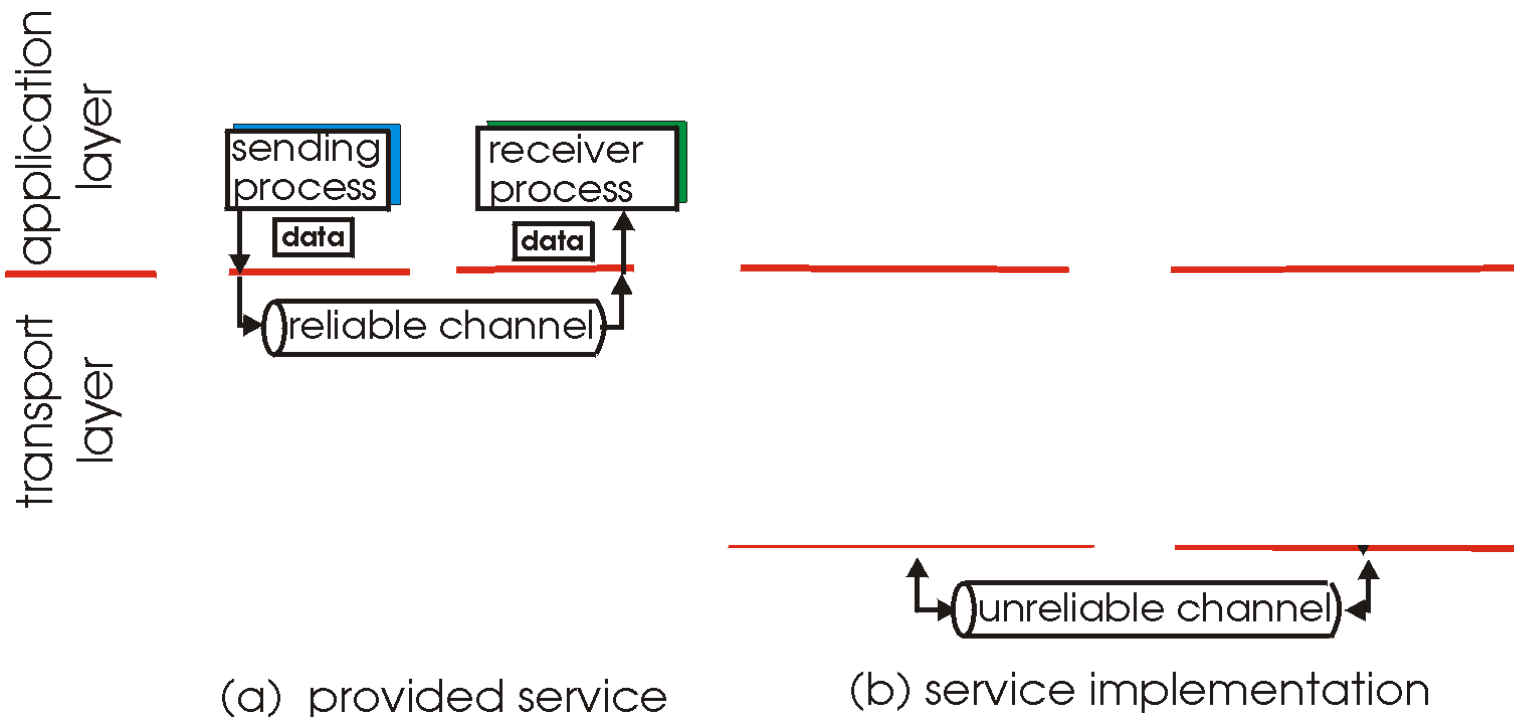 application
layer
transport
layer
sending
process
receiver
process
data
data
reliable channel
unreliable channel
(a) provided service
(b) service implementation